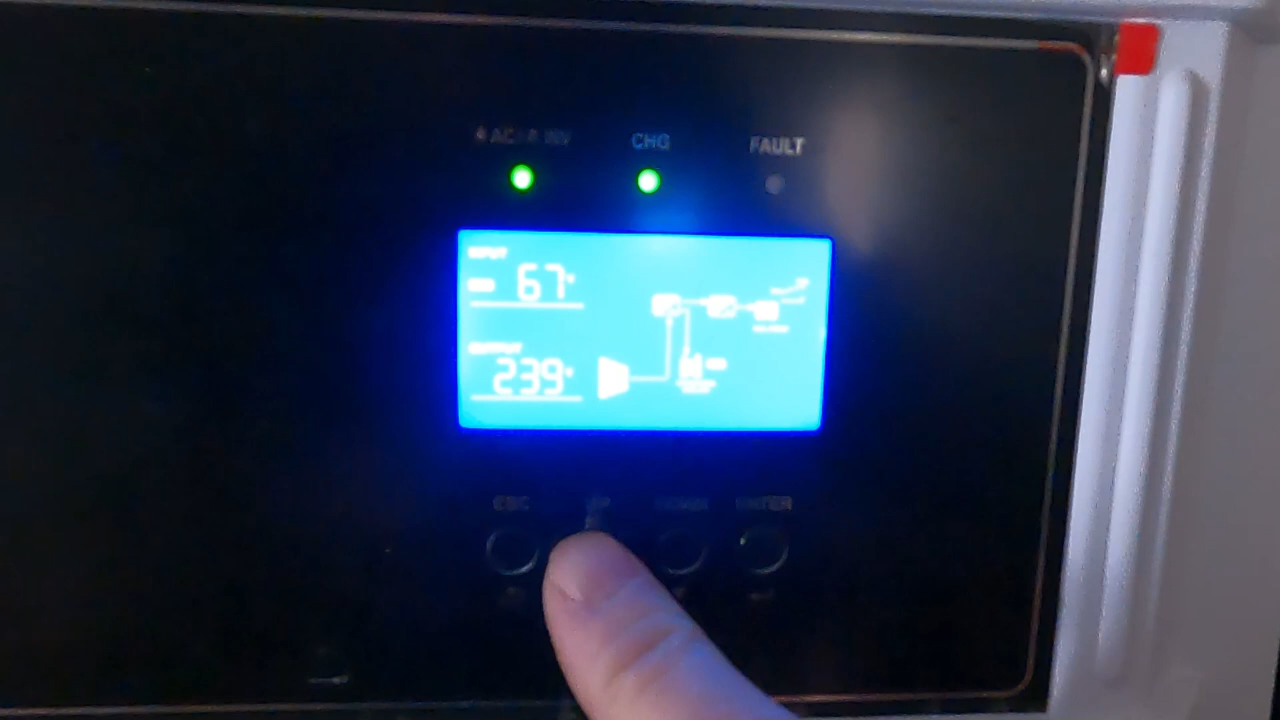 AC INV CHG FAULT
INPUT
67
OUTPUT
239
ESC UP DOWN ENTER